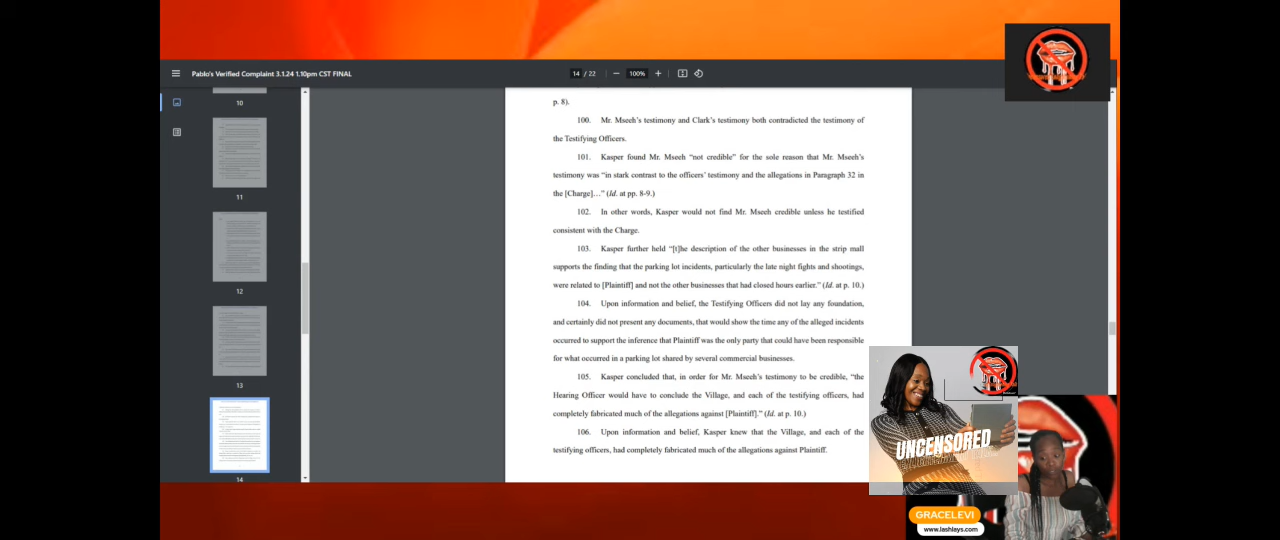 Pablo's Verified Complaint 3.1.24 1.10pm CST FINAL
14 / 22
100%
10
11
12
13
14
p. 8).
100. Mr. Mseeh's testimony and Clark's testimony both contradicted the testimony of
the Testifying Officers.
101. Kasper found Mr. Mseeh "not credible" for the sole reason that Mr. Mseeh's
testimony was "in stark contrast to the officers' testimony and the allegations in Paragraph 32 in
the [Charge]…" (Id. at pp. 8-9.)
102. In other words, Kasper would not find Mr. Mseeh credible unless he testified
consistent with the Charge.
103. Kasper further held "[t]he description of the other businesses in the strip mall
supports the finding that the parking lot incidents, particularly the late night fights and shootings,
were related to [Plaintiff] and not the other businesses that had closed hours earlier." (Id. at p. 10.)
104. Upon information and belief, the Testifying Officers did not lay any foundation,
and certainly did not present any documents, that would show the time any of the alleged incidents
occurred to support the inference that Plaintiff was the only party that could have been responsible
for what occurred in a parking lot shared by several commercial businesses.
105. Kasper concluded that, in order for Mr. Mseeh's testimony to be credible, "the
Hearing Officer would have to conclude the Village, and each of the testifying officers, had
completely fabricated much of the allegations against [Plaintiff]." (Id. at p. 10.)
106. Upon information and belief, Kasper knew that the Village, and each of the
testifying officers, had completely fabricated much of the allegations against Plaintiff.
UNCENSORED
GRACELEVI
www.lashlays.com